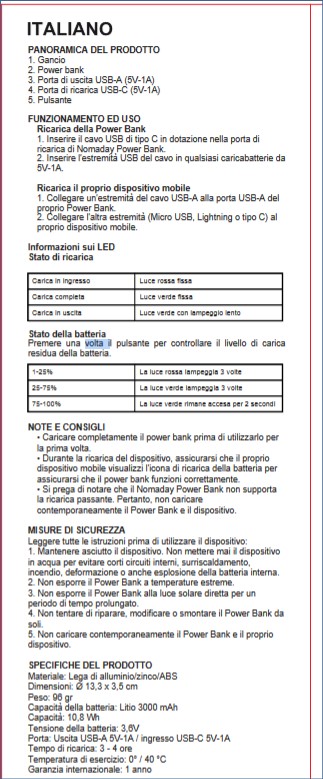 ITALIANO
PANORAMICA DEL PRODOTTO
1. Gancio
2. Power bank
3. Porta di uscita USB-A (5V-1A)
4. Porta di ricarica USB-C (5V-1A)
5. Pulsante
FUNZIONAMENTO ED USO
Ricarica della Power Bank
1. Inserire il cavo USB di tipo C in dotazione nella porta di
ricarica di Nomaday Power Bank.
2. Inserire l'estremità USB del cavo in qualsiasi caricabatterie da
5V-1A.
Ricarica il proprio dispositivo mobile
1. Collegare un'estremità del cavo USB-A alla porta USB-A del
proprio Power Bank.
2. Collegare l'altra estremità (Micro USB, Lightning o tipo C) al
proprio dispositivo mobile.
Informazioni sui LED
Stato di ricarica
Carica in ingresso Luce rossa fissa
Carica completa Luce verde fissa
Carica in uscita Luce verde con lampeggio lento
Stato della batteria
Premere una volta il pulsante per controllare il livello di carica
residua della batteria.
1-25% La luce rossa lampeggia 3 volte
25-75% La luce verde lampeggia 3 volte
75-100% La luce verde rimane accesa per 2 secondi
NOTE E CONSIGLI
• Caricare completamente il power bank prima di utilizzarlo per
la prima volta.
• Durante la ricarica del dispositivo, assicurarsi che il proprio
dispositivo mobile visualizzi l'icona di ricarica della batteria per
assicurarsi che il power bank funzioni correttamente.
• Si prega di notare che il Nomaday Power Bank non supporta
la ricarica passante. Pertanto, non caricare
contemporaneamente il Power Bank e il dispositivo.
MISURE DI SICUREZZA
Leggere tutte le istruzioni prima di utilizzare il dispositivo:
1. Mantenere asciutto il dispositivo. Non mettere mai il dispositivo
in acqua per evitare corti circuiti interni, surriscaldamento,
incendio, deformazione o anche esplosione della batteria interna.
2. Non esporre il Power Bank a temperature estreme.
3. Non esporre il Power Bank alla luce solare diretta per un
periodo di tempo prolungato.
4. Non tentare di riparare, modificare o smontare il Power Bank da
soli.
5. Non caricare contemporaneamente il Power Bank e il proprio
dispositivo.
SPECIFICHE DEL PRODOTTO
Materiale: Lega di alluminio/zinco/ABS
Dimensioni: Ø 13,3 x 3,5 cm
Peso: 96 gr
Capacità della batteria: Litio 3000 mAh
Capacità: 10,8 Wh
Tensione della batteria: 3,6V
Porta: Uscita USB-A 5V-1A / ingresso USB-C 5V-1A
Tempo di ricarica: 3 - 4 ore
Temperatura di esercizio: 0° / 40 °C
Garanzia internazionale: 1 anno